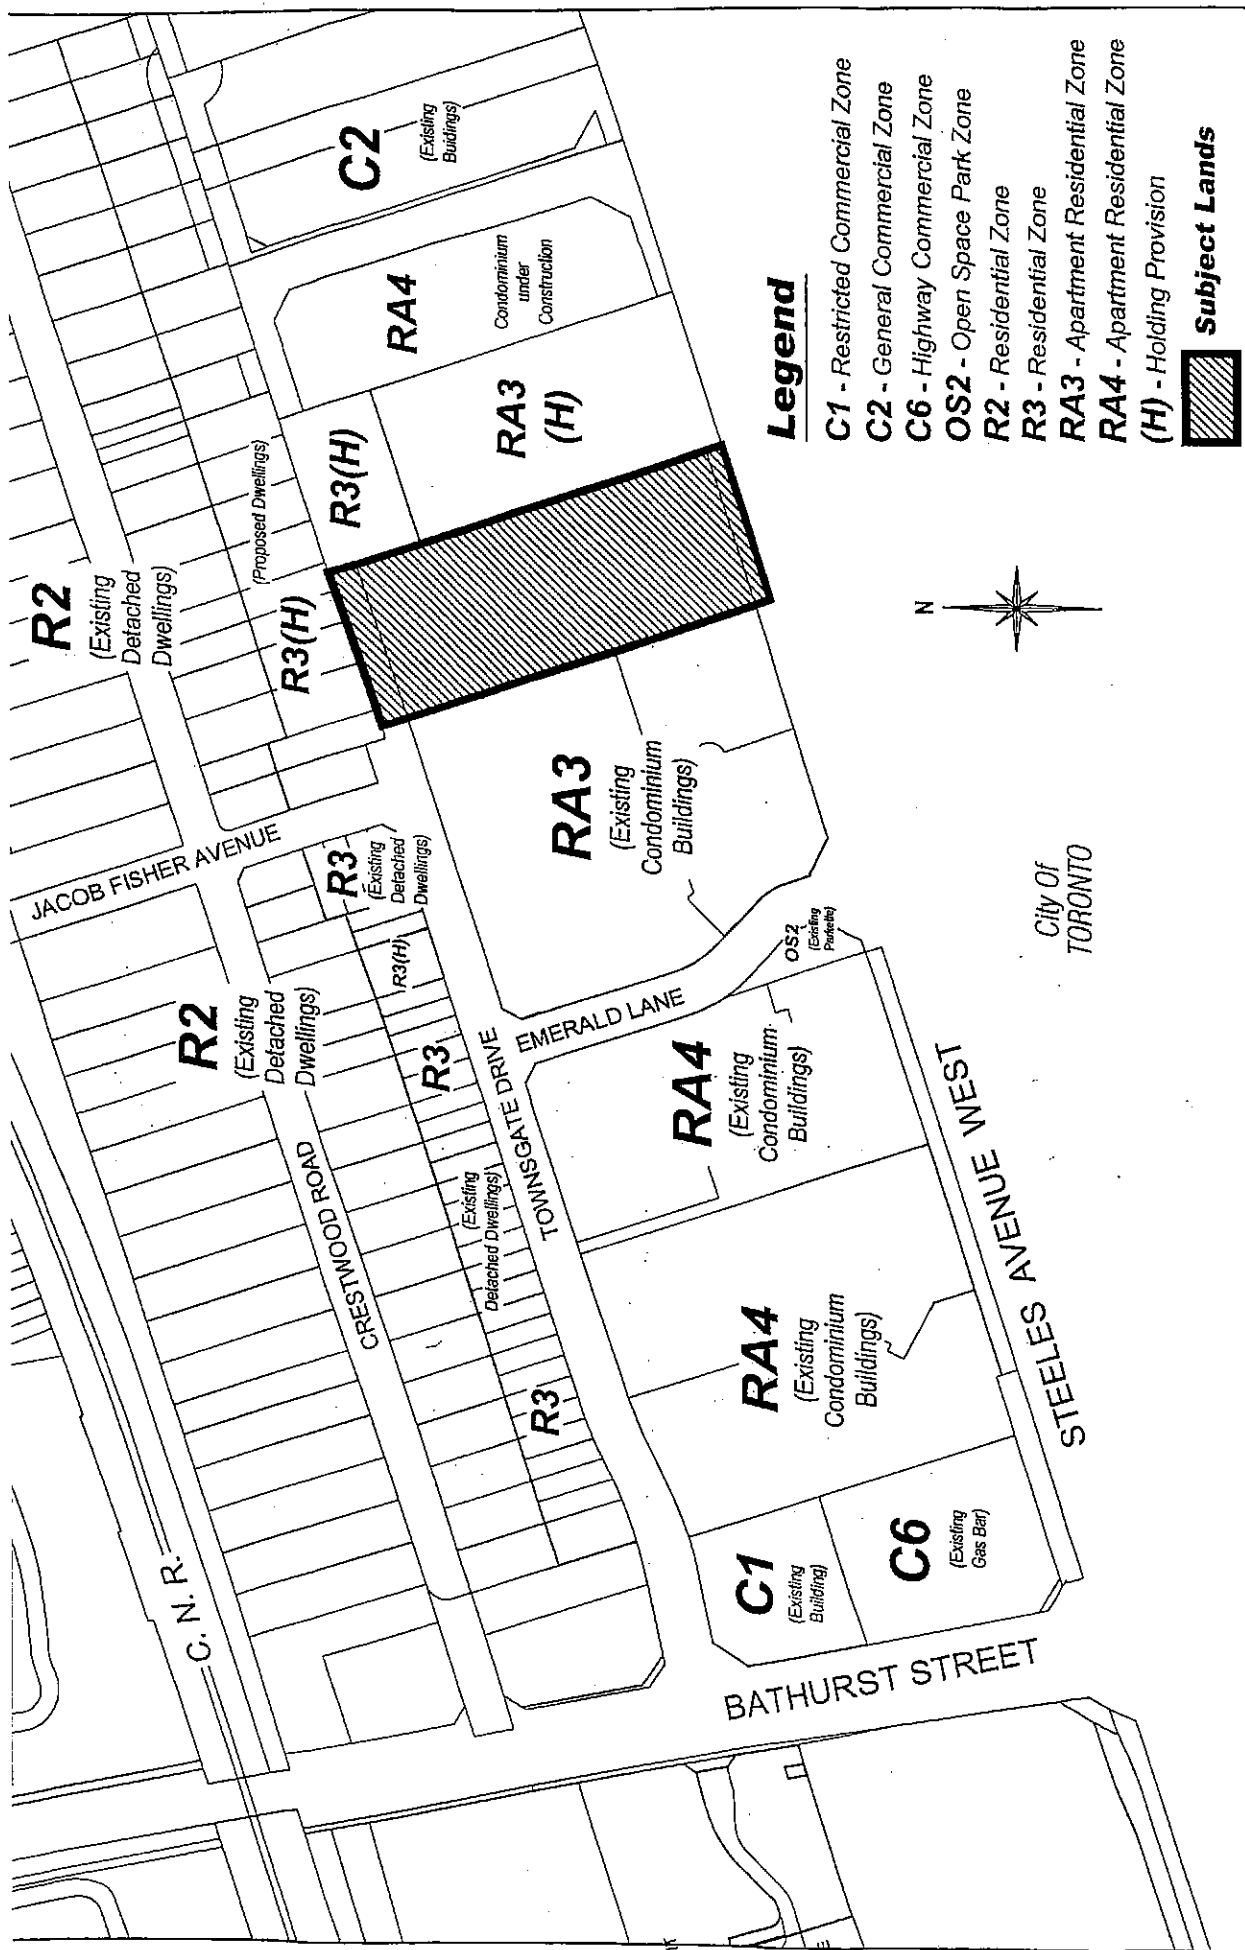 C. N. R.
JACOB FISHER AVENUE
CRESTWOOD ROAD
TOWNSGATE DRIVE
EMERALD LANE
BATHURST STREET
STEELES AVENUE WEST
R2
(Existing
Detached
Dwellings)
R2
(Existing
Detached
Dwellings)
C2
(Existing
Buidings)
R3
(Existing
Detached
Dwellings)
R3(H)
R3
(Existing
Detached Dwellings)
R3
R3(H)
(Proposed Dwellings)
R3(H)
RA4
Condominium
under
Construction
RA3
(H)
RA3
(Existing
Condominium
Buildings)
OS2
(Existing
Parkette)
RA4
(Existing
Condominium
Buildings)
RA4
(Existing
Condominium
Buildings)
C1
(Existing
Building)
C6
(Existing
Gas Bar)
City Of
TORONTO
N
Legend
C1 - Restricted Commercial Zone
C2 - General Commercial Zone
C6 - Highway Commercial Zone
OS2 - Open Space Park Zone
R2 - Residential Zone
R3 - Residential Zone
RA3 - Apartment Residential Zone
RA4 - Apartment Residential Zone
(H) - Holding Provision
Subject Lands